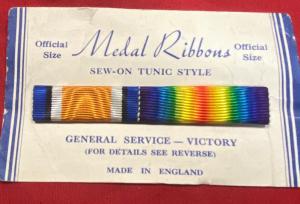 Official Size
Medal Ribbons
Official Size
SEW-ON TUNIC STYLE
GENERAL SERVICE — VICTORY
(FOR DETAILS SEE REVERSE)
MADE IN ENGLAND